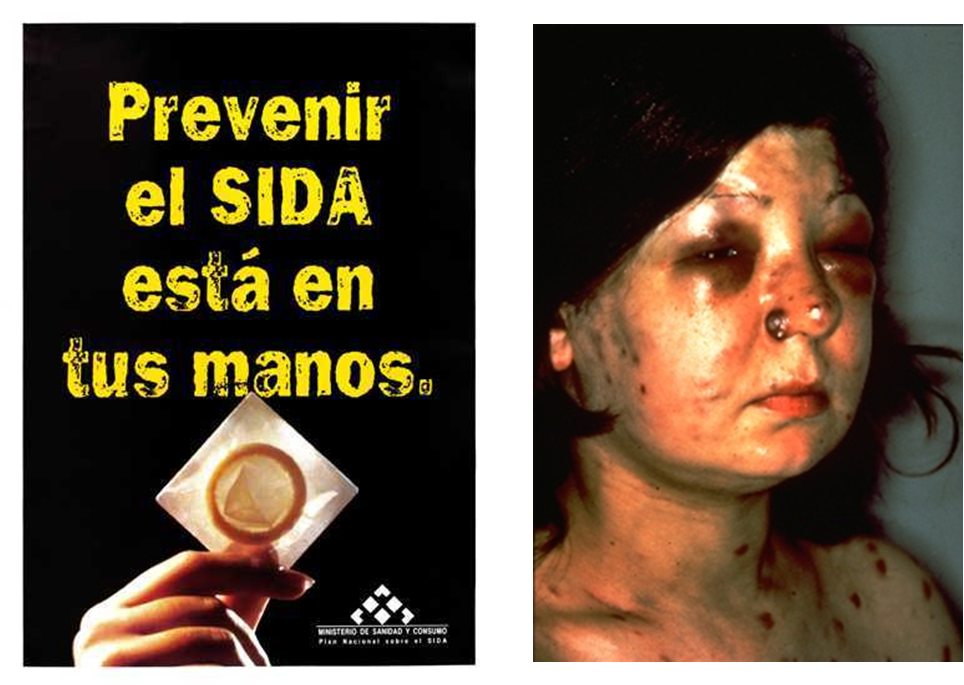 Prevenir
el SIDA
está en
tus manos.
MINISTERIO DE SANIDAD Y CONSUMO
Plan Nacional sobre el SIDA